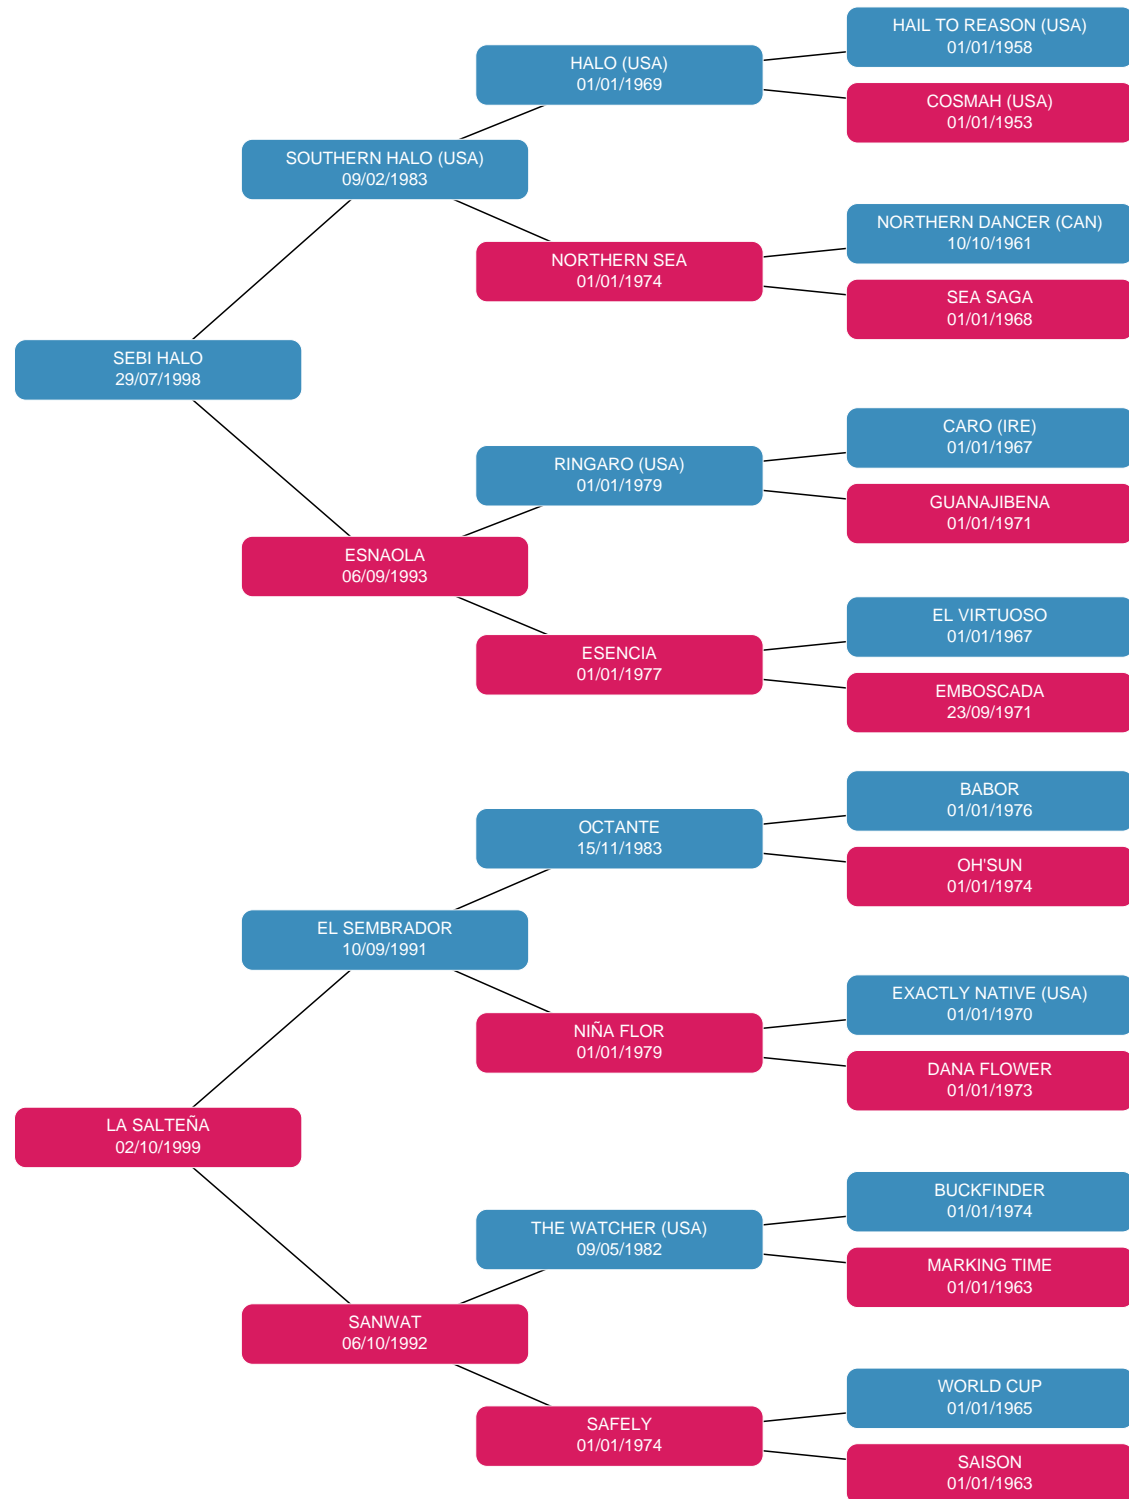 HAIL TO REASON (USA)
01/01/1958
HALO (USA)
01/01/1969
COSMAH (USA)
01/01/1953
SOUTHERN HALO (USA)
09/02/1983
NORTHERN DANCER (CAN)
10/10/1961
NORTHERN SEA
01/01/1974
SEA SAGA
01/01/1968
SEBI HALO
29/07/1998
CARO (IRE)
01/01/1967
RINGARO (USA)
01/01/1979
GUANAJIBENA
01/01/1971
ESNAOLA
06/09/1993
EL VIRTUOSO
01/01/1967
ESENCIA
01/01/1977
EMBOSCADA
23/09/1971
BABOR
01/01/1976
OCTANTE
15/11/1983
OH'SUN
01/01/1974
EL SEMBRADOR
10/09/1991
EXACTLY NATIVE (USA)
01/01/1970
NIÑA FLOR
01/01/1979
DANA FLOWER
01/01/1973
LA SALTEÑA
02/10/1999
BUCKFINDER
01/01/1974
THE WATCHER (USA)
09/05/1982
MARKING TIME
01/01/1963
SANWAT
06/10/1992
WORLD CUP
01/01/1965
SAFELY
01/01/1974
SAISON
01/01/1963